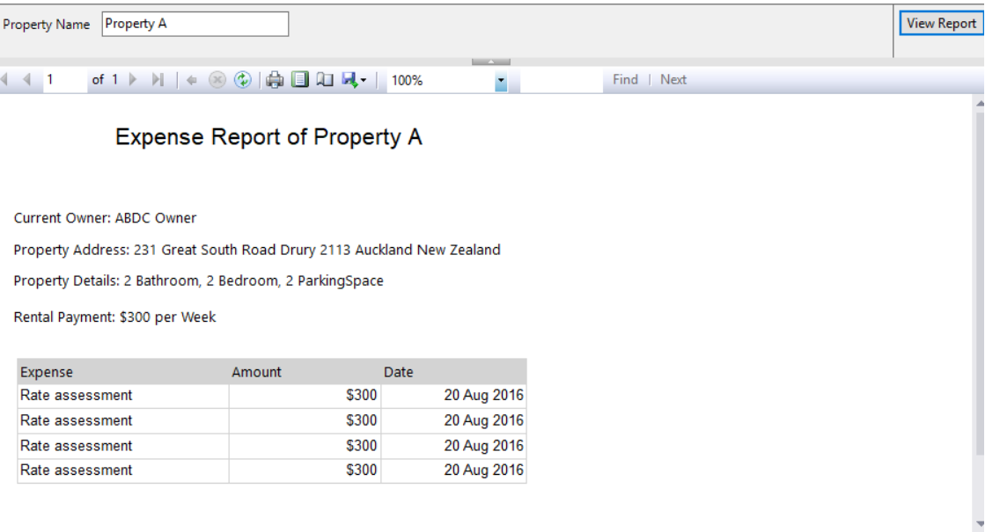 Property Name Property A View Report
1 of 1 100% Find | Next
Expense Report of Property A
Current Owner: ABDC Owner
Property Address: 231 Great South Road Drury 2113 Auckland New Zealand
Property Details: 2 Bathroom, 2 Bedroom, 2 ParkingSpace
Rental Payment: $300 per Week
Expense Amount Date
Rate assessment $300 20 Aug 2016
Rate assessment $300 20 Aug 2016
Rate assessment $300 20 Aug 2016
Rate assessment $300 20 Aug 2016